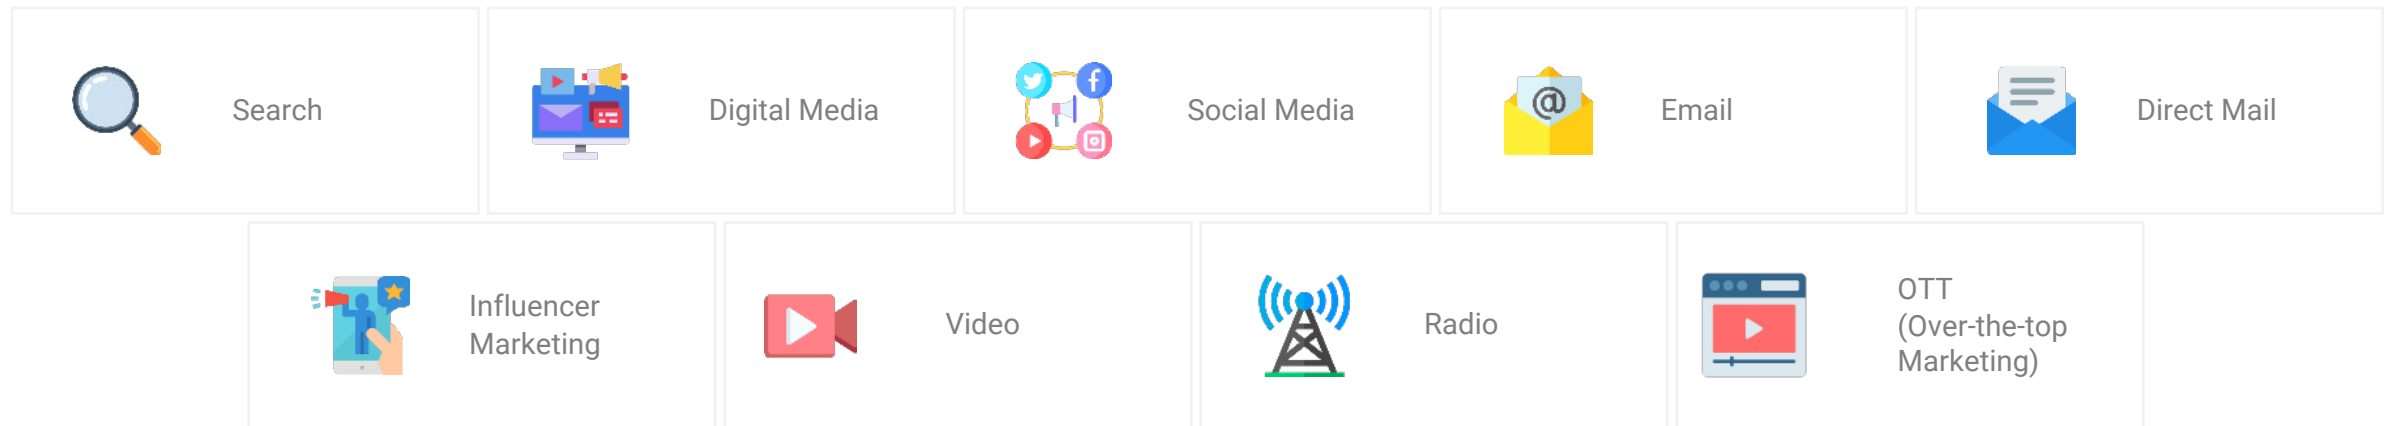 Search
Digital Media
Social Media
@
Email
Direct Mail
Influencer
Marketing
Video
Radio
OTT
(Over-the-top
Marketing)